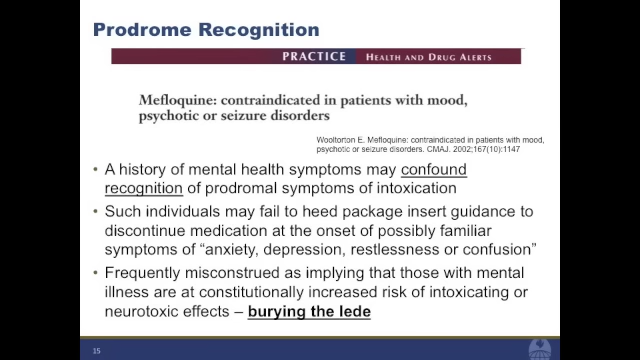 Prodrome Recognition
PRACTICE | HEALTH AND DRUG ALERTS
Mefloquine: contraindicated in patients with mood,
psychotic or seizure disorders
Wooltorton E. Mefloquine: contraindicated in patients with mood,
psychotic or seizure disorders. CMAJ. 2002;167(10):1147
• A history of mental health symptoms may confound
recognition of prodromal symptoms of intoxication
• Such individuals may fail to heed package insert guidance to
discontinue medication at the onset of possibly familiar
symptoms of “anxiety, depression, restlessness or confusion”
• Frequently misconstrued as implying that those with mental
illness are at constitutionally increased risk of intoxicating or
neurotoxic effects – burying the lede
15